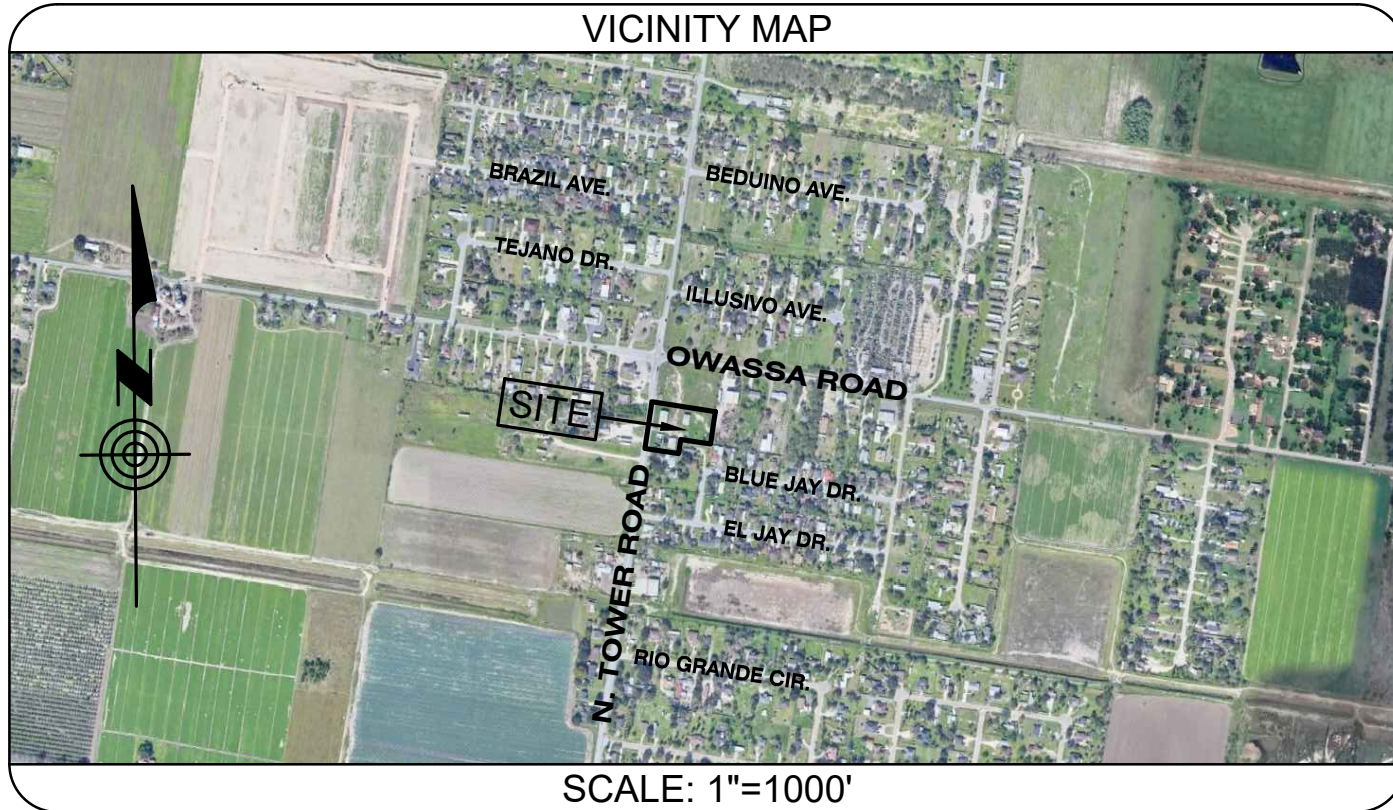 VICINITY MAP
BRAZIL AVE.
BEDUINO AVE.
TEJANO DR.
ILLUSIVO AVE.
OWASSA ROAD
SITE
N
BLUE JAY DR.
EL JAY DR.
N. TOWER ROAD
RIO GRANDE CIR.
SCALE: 1"=1000'